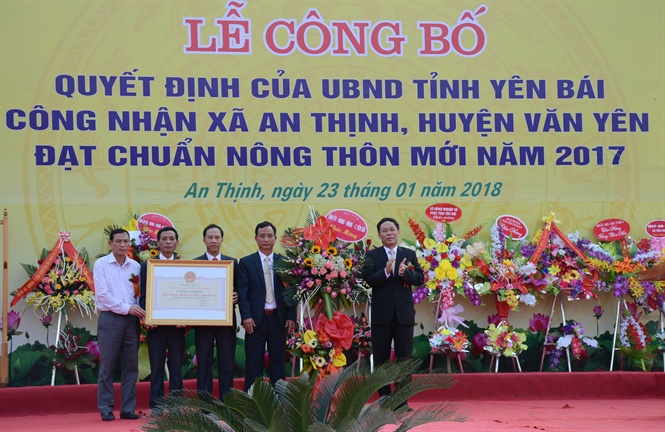 LỄ CÔNG BỐ
QUYẾT ĐỊNH CỦA UBND TỈNH YÊN BÁI
CÔNG NHẬN XÃ AN THỊNH, HUYỆN VĂN YÊN
ĐẠT CHUẨN NÔNG THÔN MỚI NĂM 2017
An Thịnh, ngày 23 tháng 01 năm 2018